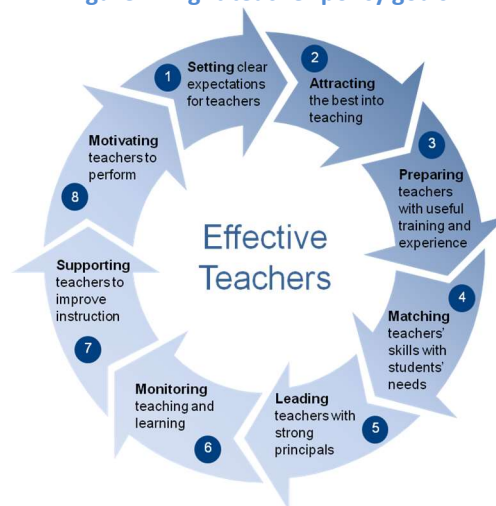 1
Setting clear
expectations
for teachers
2
Attracting
the best into
teaching
3
Preparing
teachers
with useful
training and
experience
4
Matching
teachers'
skills with
students'
needs
5
Leading
teachers with
strong
principals
6
Monitoring
teaching and
learning
7
Supporting
teachers to
improve
instruction
8
Motivating
teachers to
perform
Effective
Teachers